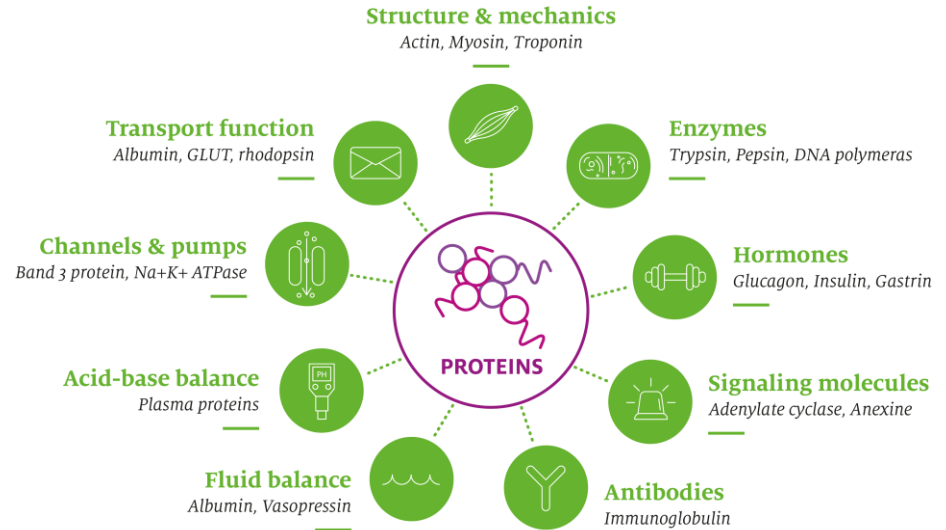 Structure & mechanics
Actin, Myosin, Troponin
Enzymes
Trypsin, Pepsin, DNA polymeras
Hormones
Glucagon, Insulin, Gastrin
Signaling molecules
Adenylate cyclase, Anexine
Antibodies
Immunoglobulin
Fluid balance
Albumin, Vasopressin
Acid-base balance
Plasma proteins
PH
Channels & pumps
Band 3 protein, Na+K+ ATPase
Transport function
Albumin, GLUT, rhodopsin
PROTEINS